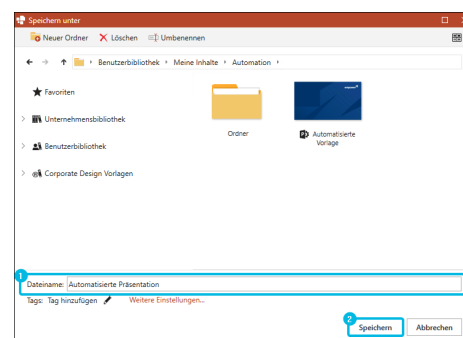 Speichern unter
Neuer Ordner Löschen Umbenennen
Benutzerbibliothek Meine Inhalte Automation
Favoriten
Unternehmensbibliothek
Benutzerbibliothek
Corporate Design Vorlagen
Ordner
Automatisierte
Vorlage
1
Dateiname: Automatisierte Präsentation
Tags: Tag hinzufügen Weitere Einstellungen...
2
Speichern Abbrechen